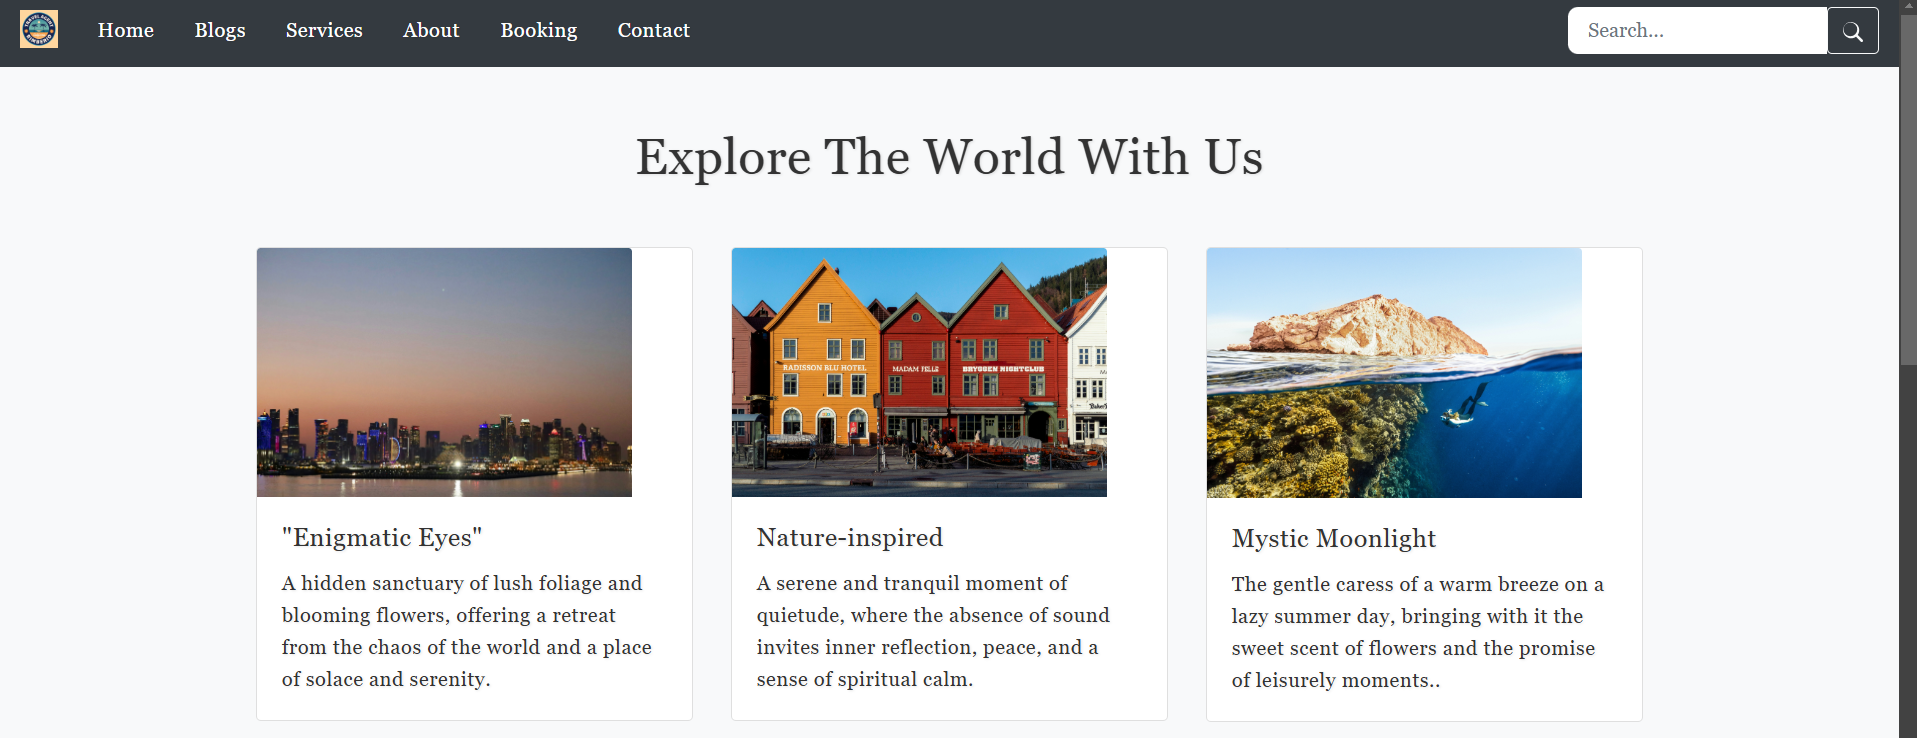 TRAVEL AGENT
Home Blogs Services About Booking Contact Search...
Explore The World With Us
RADISSON BLU HOTEL MADAM FELLE BRYGGEN NIGHTCLUB
"Enigmatic Eyes"
A hidden sanctuary of lush foliage and
blooming flowers, offering a retreat
from the chaos of the world and a place
of solace and serenity.
Nature-inspired
A serene and tranquil moment of
quietude, where the absence of sound
invites inner reflection, peace, and a
sense of spiritual calm.
Mystic Moonlight
The gentle caress of a warm breeze on a
lazy summer day, bringing with it the
sweet scent of flowers and the promise
of leisurely moments..